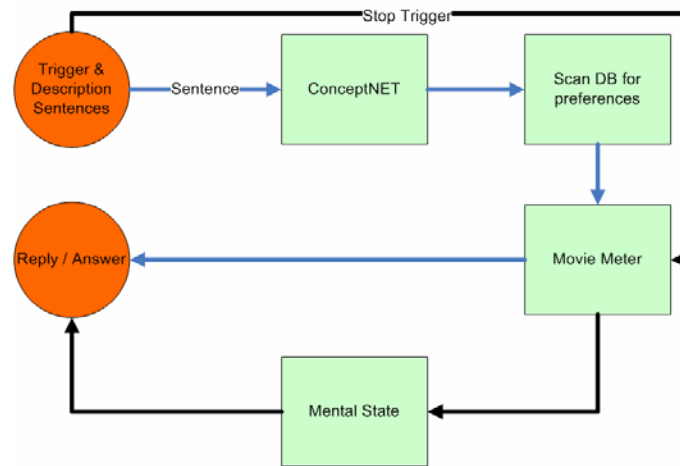 Stop Trigger
Trigger &
Description
Sentences
Sentence
ConceptNET
Scan DB for
preferences
Reply / Answer
Movie Meter
Mental State